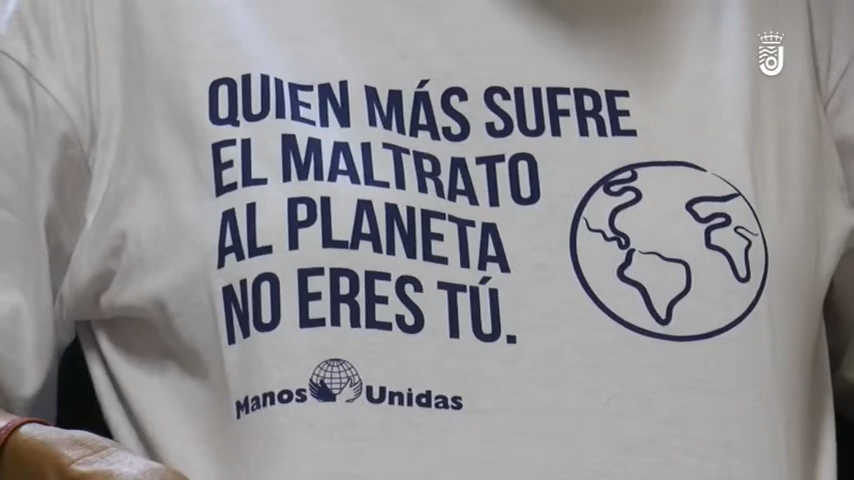 QUIEN MÁS SUFRE
EL MALTRATO
AL PLANETA
NO ERES TÚ.
Manos Unidas